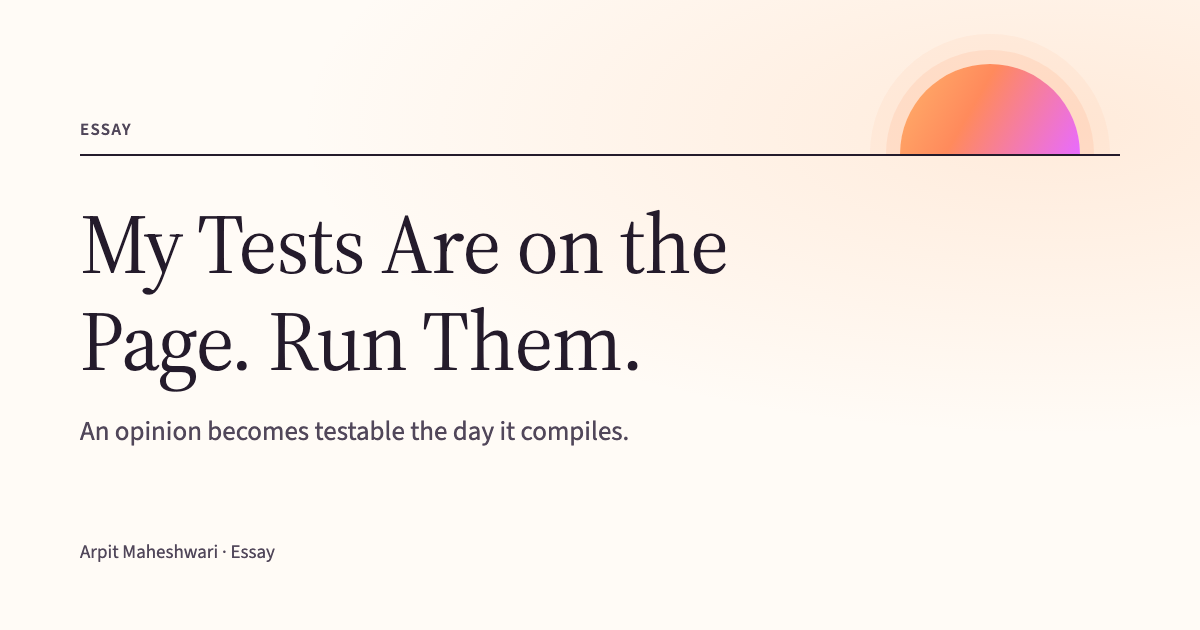 ESSAY
My Tests Are on the
Page. Run Them.
An opinion becomes testable the day it compiles.
Arpit Maheshwari · Essay